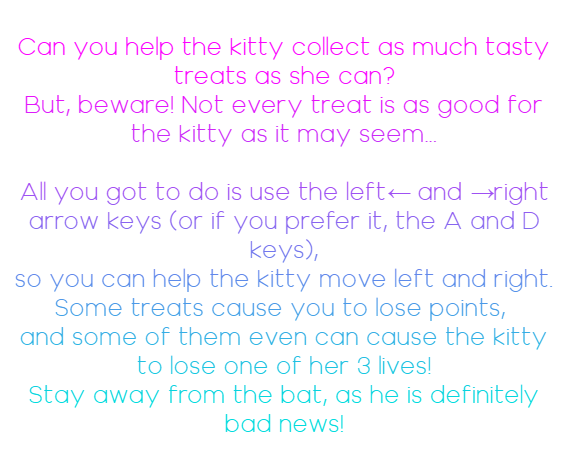 Can you help the kitty collect as much tasty
treats as she can?
But, beware! Not every treat is as good for
the kitty as it may seem...
All you got to do is use the left← and →right
arrow keys (or if you prefer it, the A and D
keys),
so you can help the kitty move left and right.
Some treats cause you to lose points,
and some of them even can cause the kitty
to lose one of her 3 lives!
Stay away from the bat, as he is definitely
bad news!